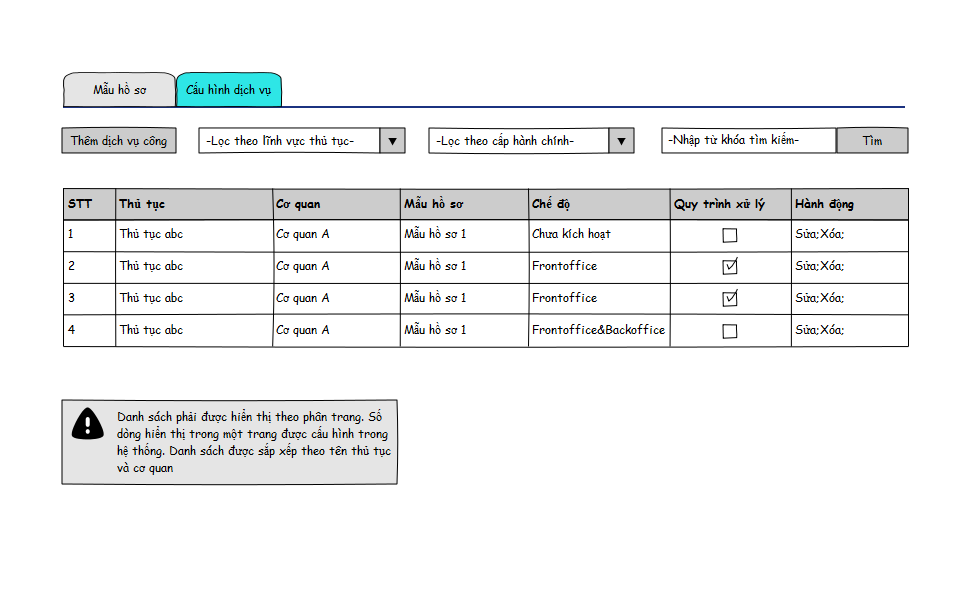 Mẫu hồ sơ Cấu hình dịch vụ
Thêm dịch vụ công -Lọc theo lĩnh vực thủ tục- -Lọc theo cấp hành chính- -Nhập từ khóa tìm kiếm- Tìm
STT Thủ tục Cơ quan Mẫu hồ sơ Chế độ Quy trình xử lý Hành động
1 Thủ tục abc Cơ quan A Mẫu hồ sơ 1 Chưa kích hoạt Sửa;Xóa;
2 Thủ tục abc Cơ quan A Mẫu hồ sơ 1 Frontoffice Sửa;Xóa;
3 Thủ tục abc Cơ quan A Mẫu hồ sơ 1 Frontoffice Sửa;Xóa;
4 Thủ tục abc Cơ quan A Mẫu hồ sơ 1 Frontoffice&Backoffice Sửa;Xóa;
Danh sách phải được hiển thị theo phân trang. Số
dòng hiển thị trong một trang được cấu hình trong
hệ thống. Danh sách được sắp xếp theo tên thủ tục
và cơ quan